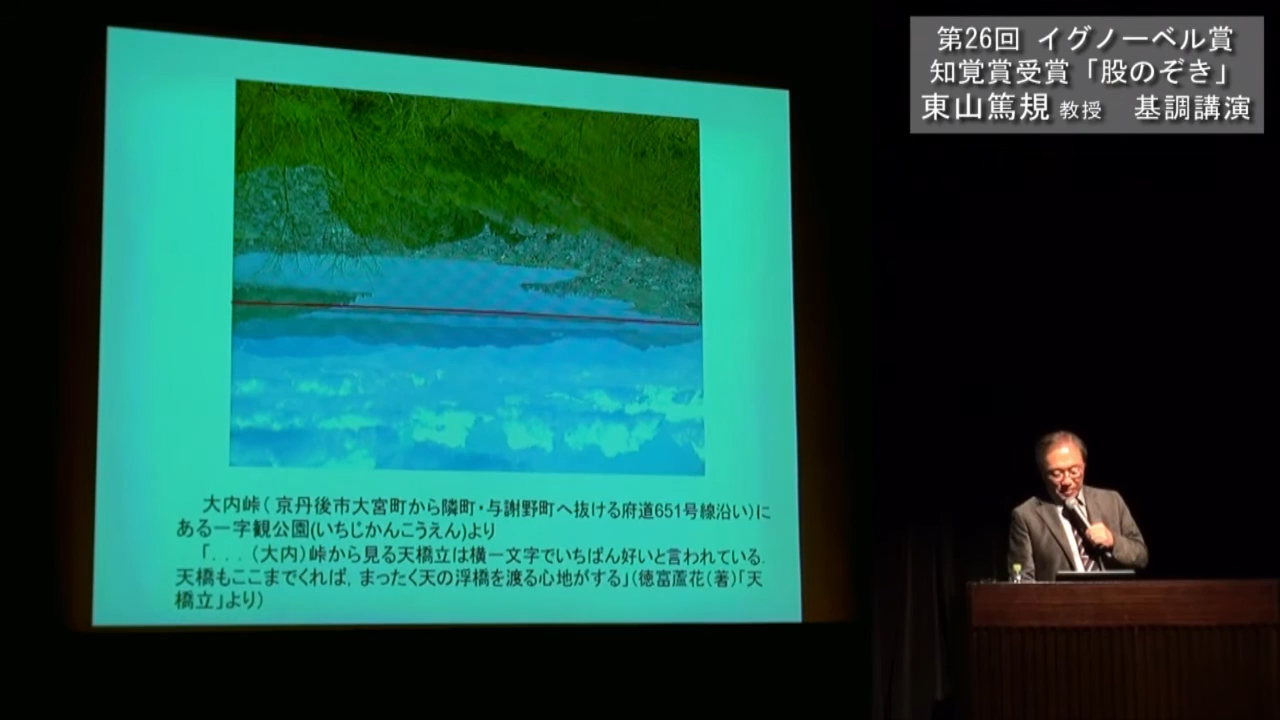 第26回 イグノーベル賞
知覚賞受賞「股のぞき」
東山篤規 教授 基調講演
大内峠( 京丹後市大宮町から隣町・与謝野町へ抜ける府道651号線沿い)に
ある一字観公園(いちじかんこうえん)より
「. . . (大内)峠から見る天橋立は横一文字でいちばん好いと言われている.
天橋もここまでくれば, まったく天の浮橋を渡る心地がする」(徳富蘆花(著)「天
橋立」より)